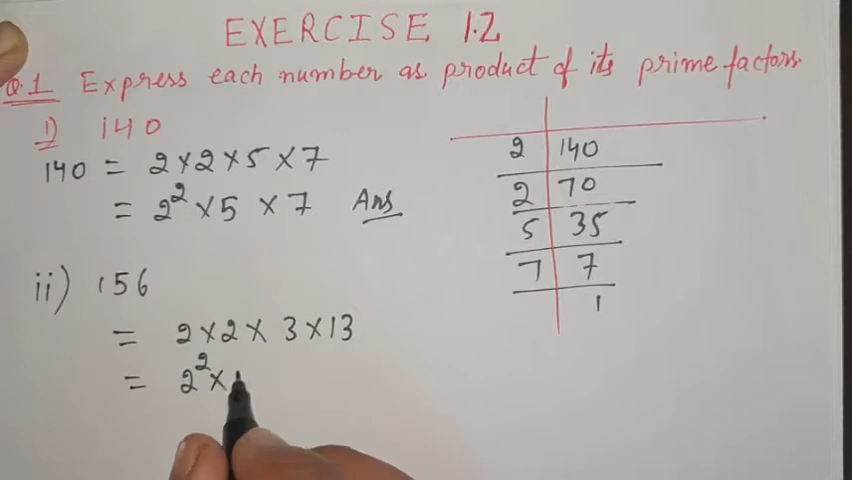 EXERCISE 1.2
Q.1 Express each number as product of its prime factors.
i) 140
140 = 2×2×5×7
= 2²×5×7 Ans
2 140
2 70
5 35
7 7
1
ii) 156
= 2×2×3×13
= 2²×